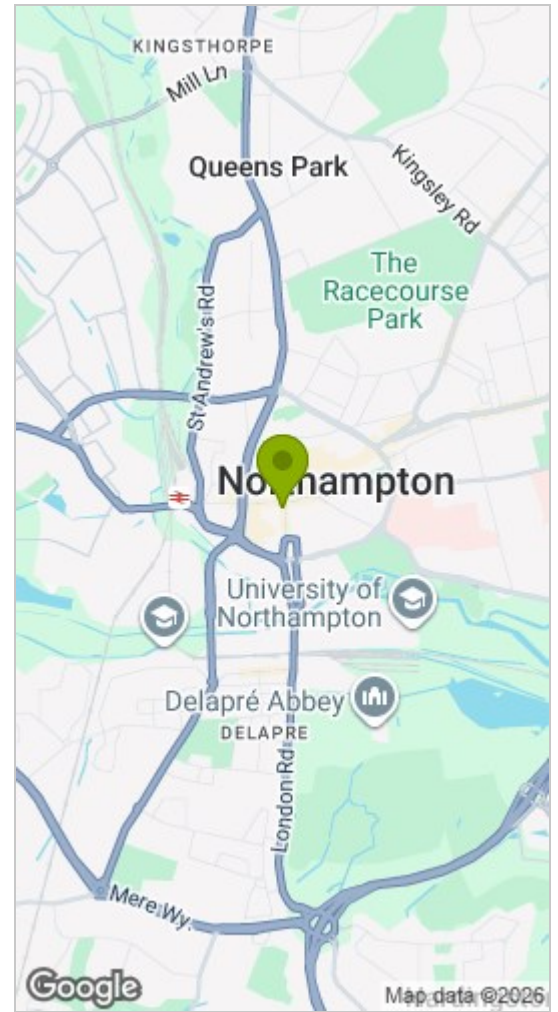 KINGSTHORPE
Mill Ln
Queens Park
Kingsley Rd
The
Racecourse
Park
St Andrew's Rd
Northampton
University of
Northampton
Delapré Abbey
DELAPRE
London Rd
Mere Wy.
Google
Map data ©2026